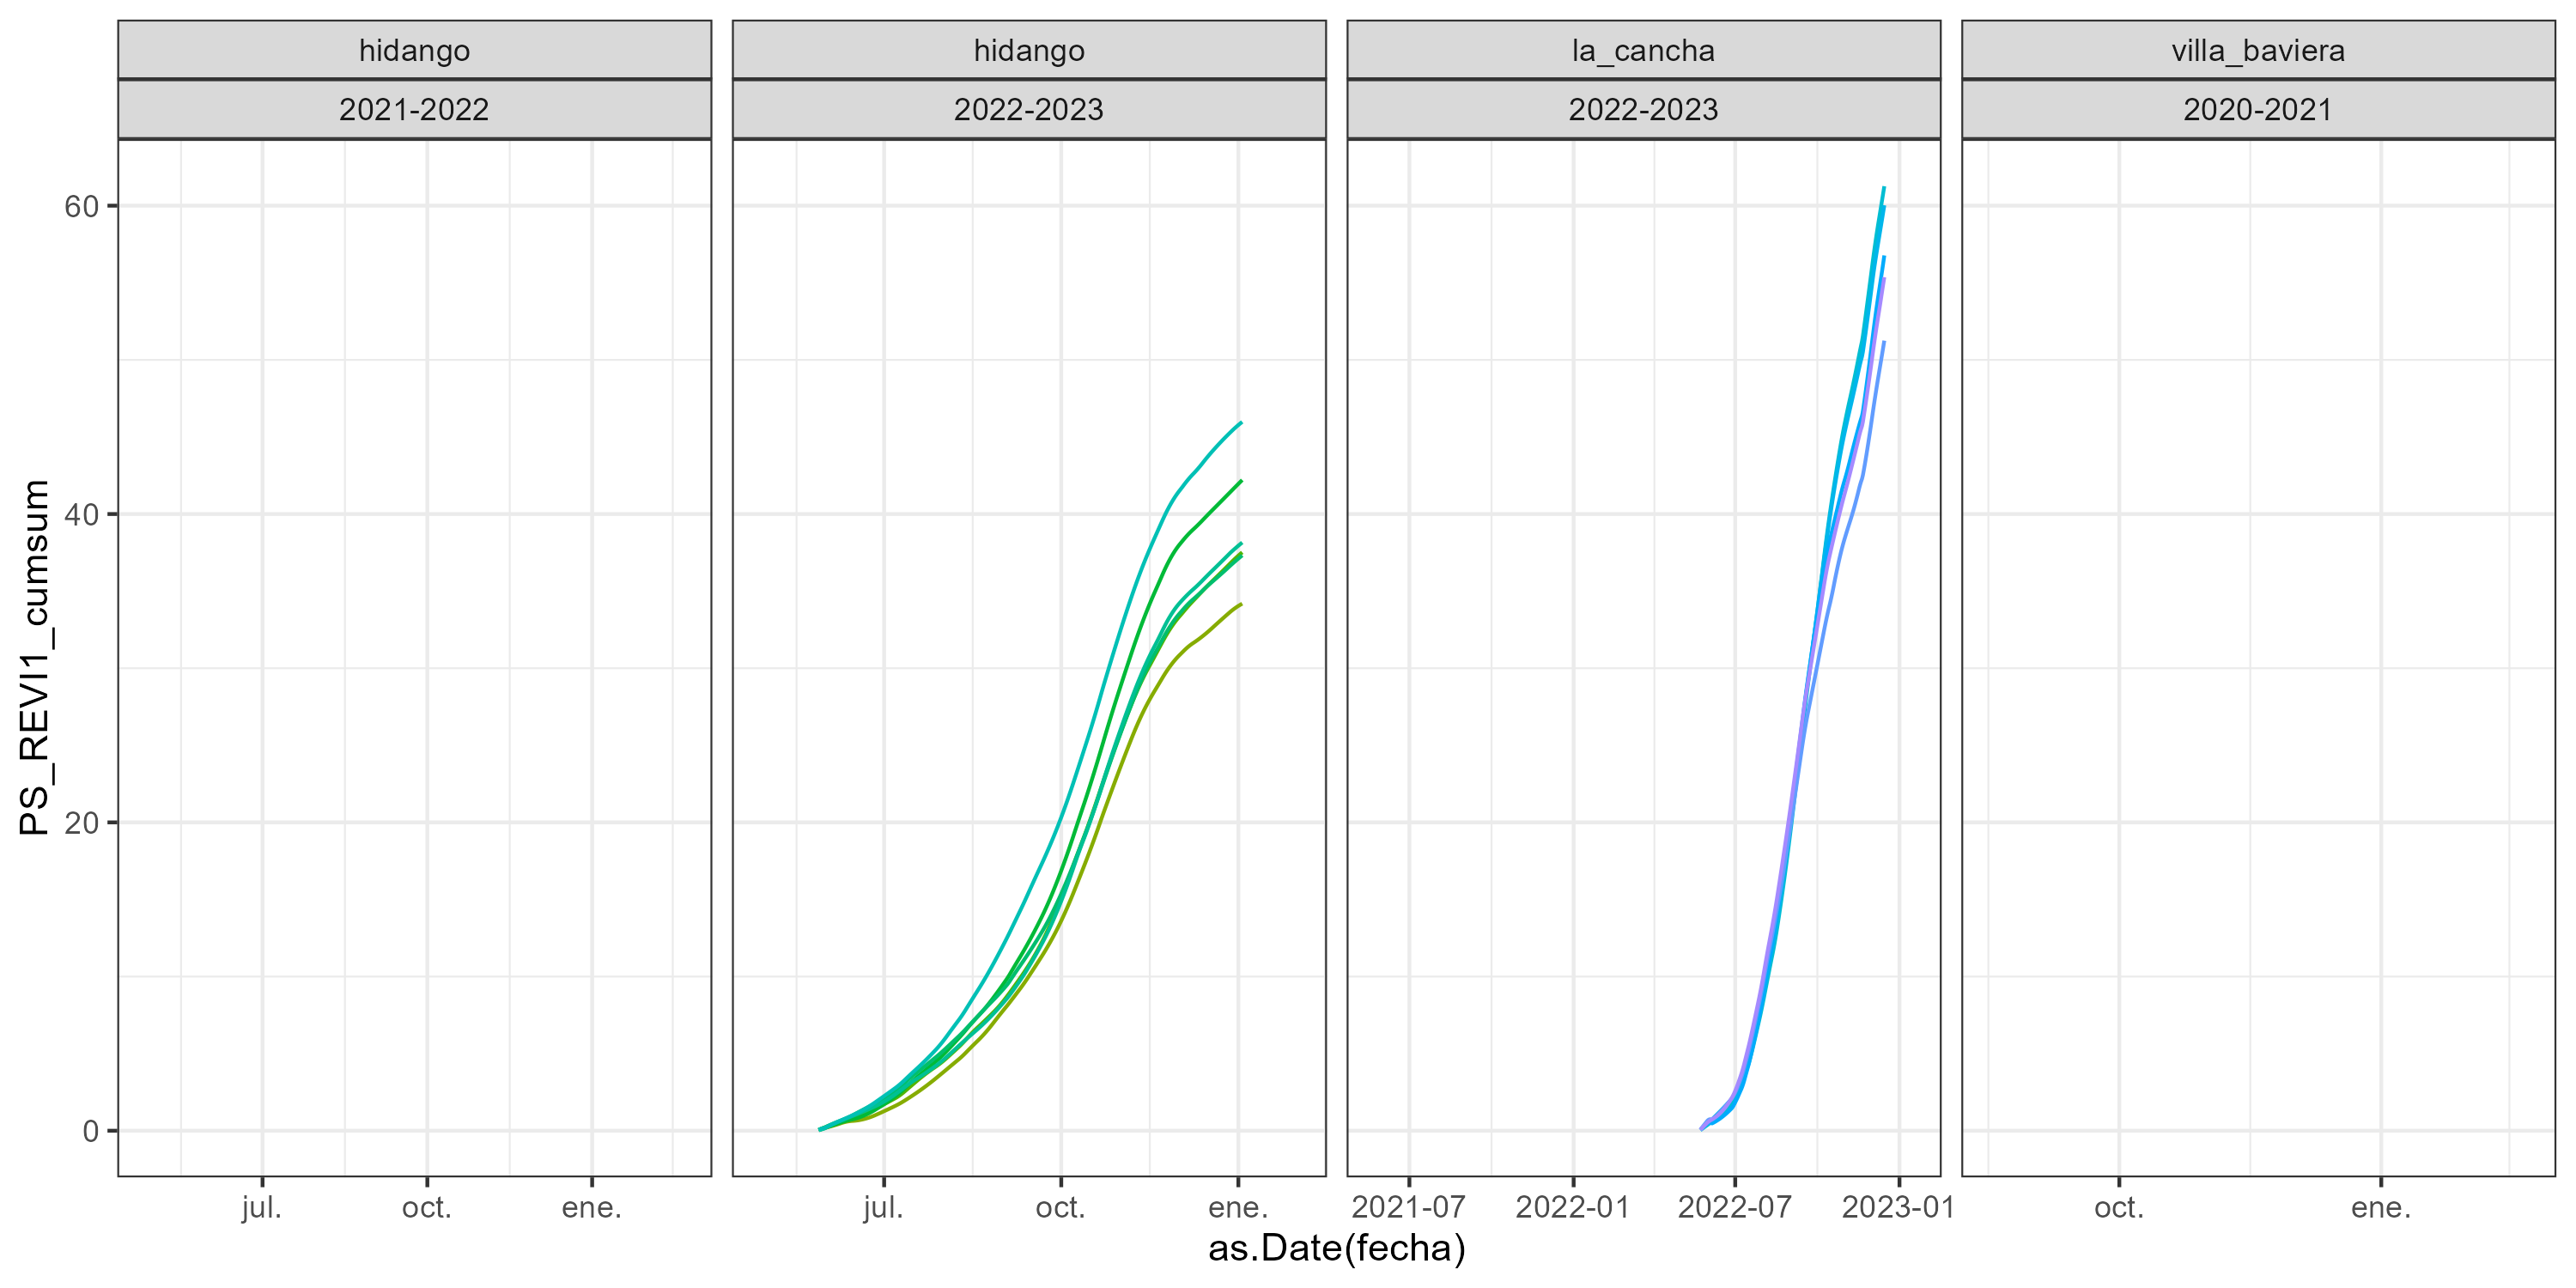 hidango
hidango
la_cancha
villa_baviera
2021-2022
2022-2023
2022-2023
2020-2021
PS_REVI1_cumsum
60
40
20
0
jul.
oct.
ene.
jul.
oct.
ene.
2021-07
2022-01
2022-07
2023-01
oct.
ene.
as.Date(fecha)